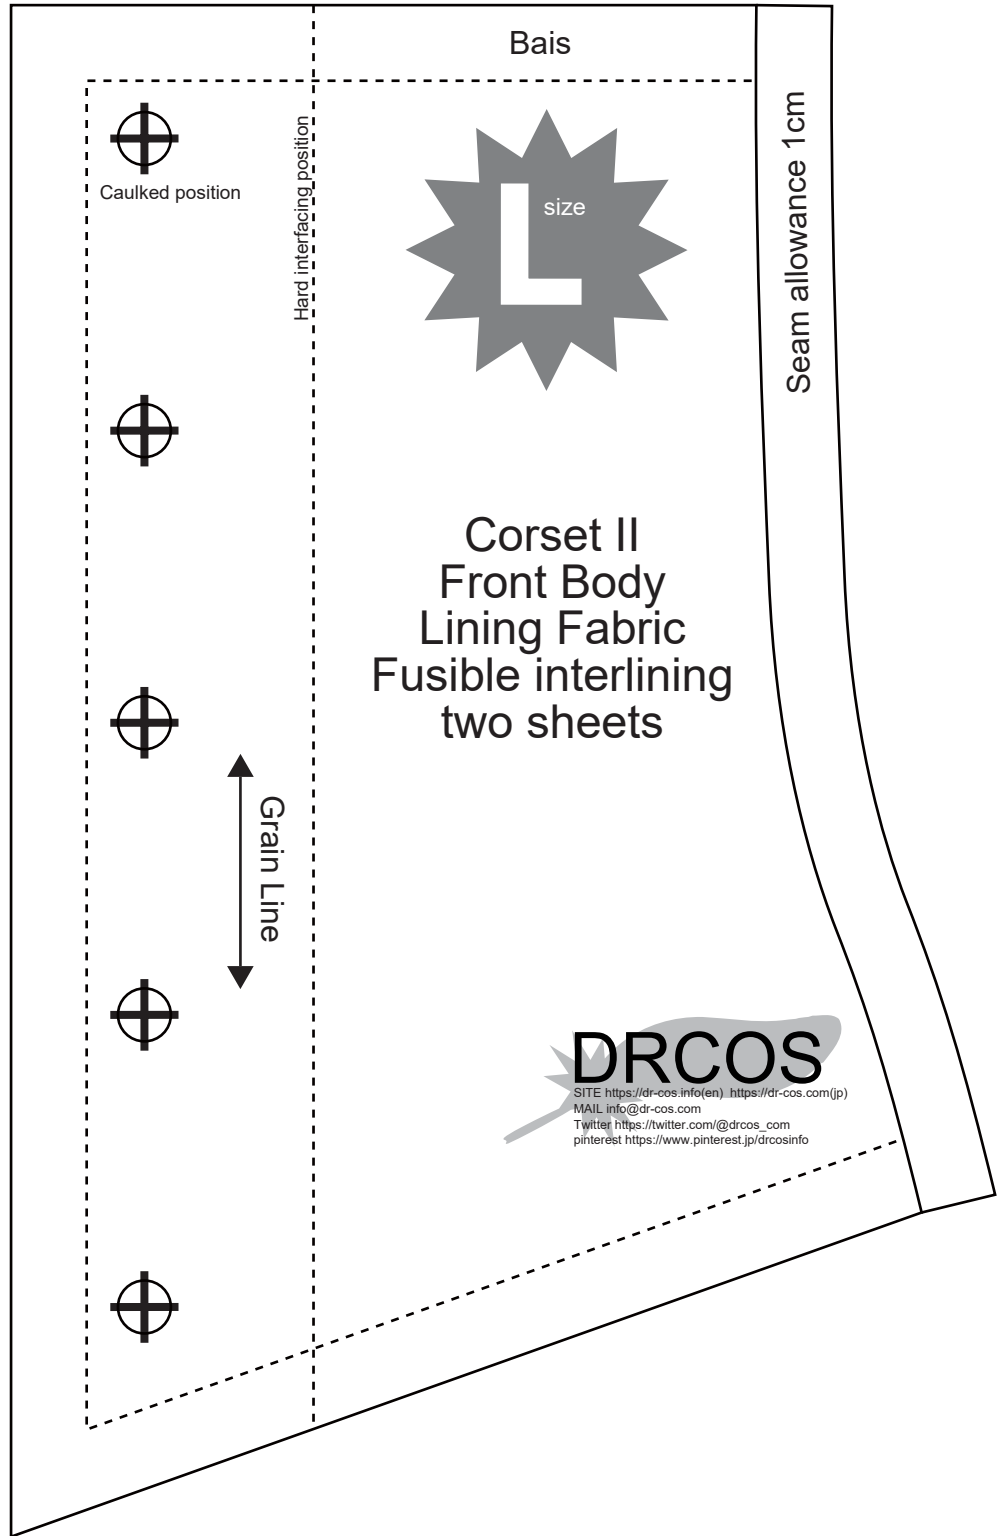 Bais
Caulked position
Hard interfacing position
L size
Seam allowance 1cm
Corset II
Front Body
Lining Fabric
Fusible interlining
two sheets
Grain Line
DRCOS
SITE https://dr-cos.info(en)  https://dr-cos.com(jp)
MAIL info@dr-cos.com
Twitter https://twitter.com/@drcos_com
pinterest https://www.pinterest.jp/drcosinfo